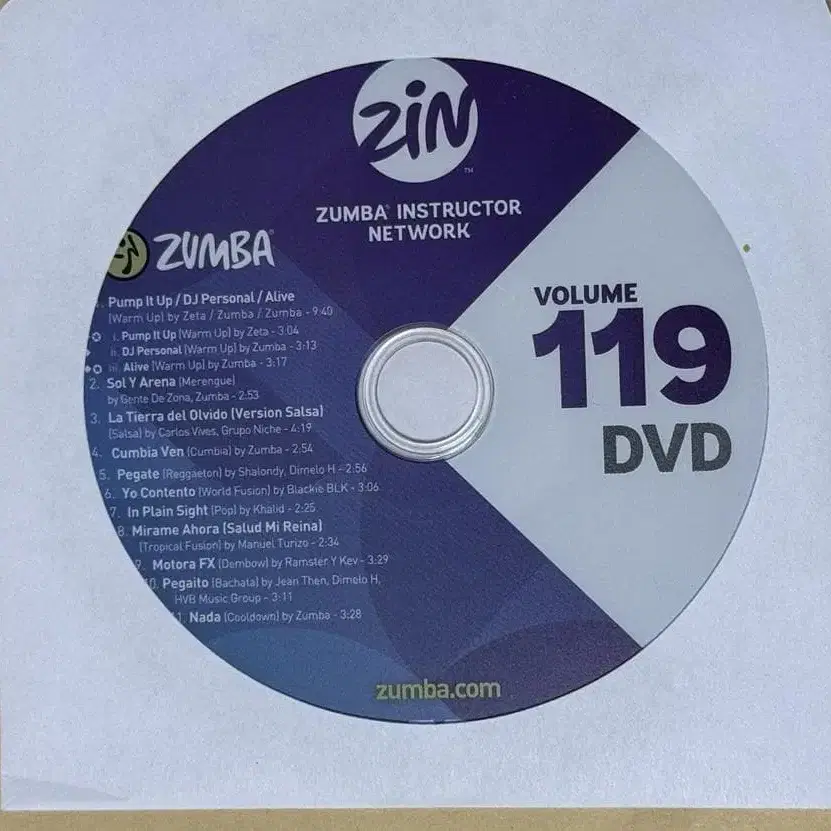 ZiN
TM
ZUMBA® INSTRUCTOR
NETWORK
ZUMBA®
VOLUME
119
DVD
Pump It Up / DJ Personal / Alive
(Warm Up) by Zeta / Zumba / Zumba - 9:40
i. Pump It Up (Warm Up) by Zeta - 3:04
ii. DJ Personal (Warm Up) by Zumba - 3:13
iii. Alive (Warm Up) by Zumba - 3:17
2. Sol Y Arena (Merengue)
by Gente De Zona, Zumba - 2:53
3. La Tierra del Olvido (Version Salsa)
(Salsa) by Carlos Vives, Grupo Niche - 4:19
4. Cumbia Ven (Cumbia) by Zumba - 2:54
5. Pegate (Reggaeton) by Shalondy, Dimelo H - 2:56
6. Yo Contento (World Fusion) by Blackie BLK - 3:06
7. In Plain Sight (Pop) by Khalid - 2:25
8. Mirame Ahora (Salud Mi Reina)
(Tropical Fusion) by Manuel Turizo - 2:34
9. Motora FX (Dembow) by Ramster Y Kev - 3:29
10. Pegaito (Bachata) by Jean Then, Dimelo H,
HVB Music Group - 3:11
11. Nada (Cooldown) by Zumba - 3:28
zumba.com